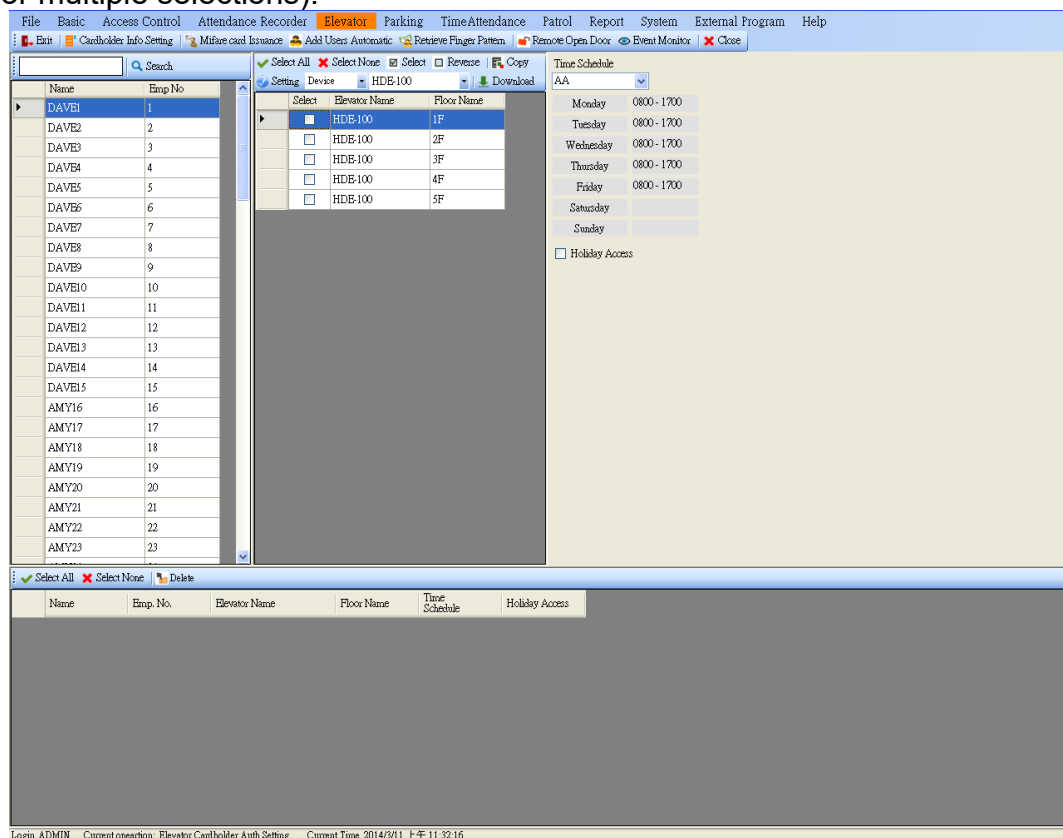 or multiple selections).
File Basic Access Control Attendance Recorder Elevator Parking TimeAttendance Patrol Report System External Program Help
Exit Cardholder Info Setting Mifare card Issuance Add Users Automatic Retrieve Finger Pattern Remote Open Door Event Monitor Close
Search
Select All Select None Select Reverse Copy
Setting Device HDE-100 Download
Time Schedule
AA
Name Emp No
DAVE1 1
DAVE2 2
DAVE3 3
DAVE4 4
DAVE5 5
DAVE6 6
DAVE7 7
DAVE8 8
DAVE9 9
DAVE10 10
DAVE11 11
DAVE12 12
DAVE13 13
DAVE14 14
DAVE15 15
AMY16 16
AMY17 17
AMY18 18
AMY19 19
AMY20 20
AMY21 21
AMY22 22
AMY23 23
Select Elevator Name Floor Name
HDE-100 1F
HDE-100 2F
HDE-100 3F
HDE-100 4F
HDE-100 5F
Monday 0800 - 1700
Tuesday 0800 - 1700
Wednesday 0800 - 1700
Thursday 0800 - 1700
Friday 0800 - 1700
Saturday
Sunday
Holiday Access
Select All Select None Delete
Name Emp. No. Elevator Name Floor Name Time Schedule Holiday Access
Login ADMIN Current opeartion: Elevator Cardholder Auth Setting Current Time 2014/3/11 上午 11:32:16